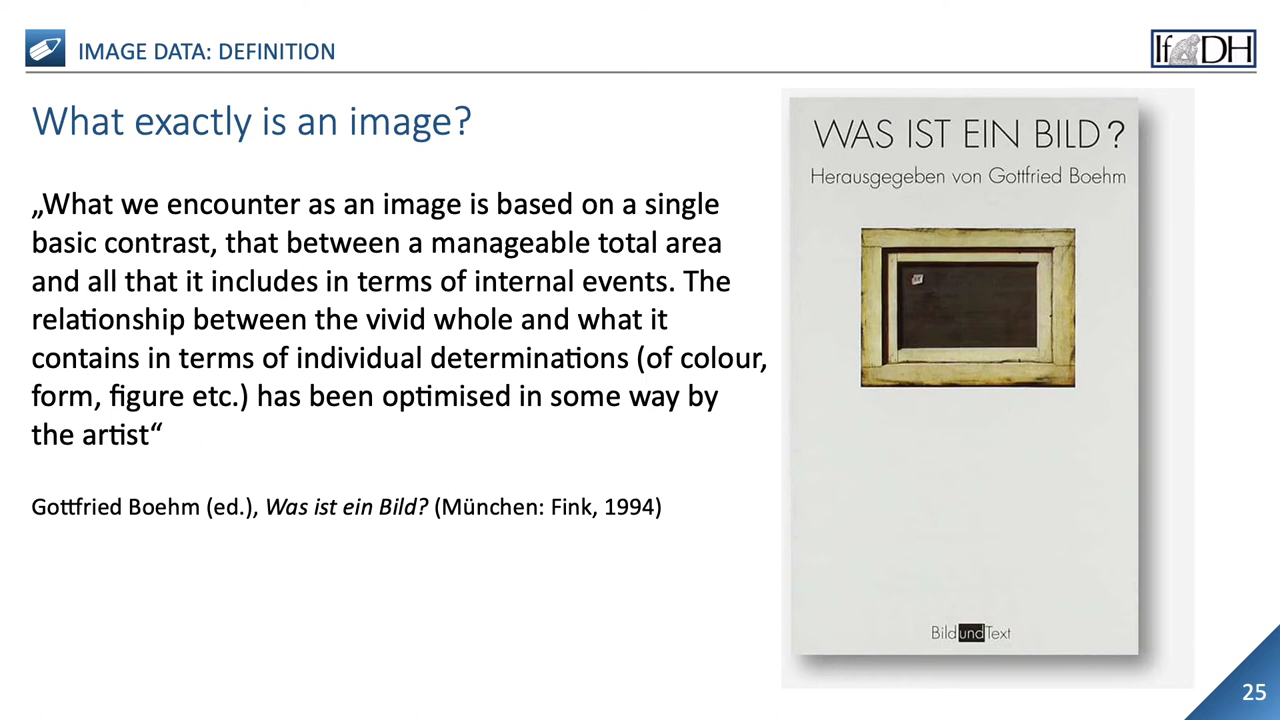 IMAGE DATA: DEFINITION
IfDH
What exactly is an image?
„What we encounter as an image is based on a single
basic contrast, that between a manageable total area
and all that it includes in terms of internal events. The
relationship between the vivid whole and what it
contains in terms of individual determinations (of colour,
form, figure etc.) has been optimised in some way by
the artist“
Gottfried Boehm (ed.), Was ist ein Bild? (München: Fink, 1994)
WAS IST EIN BILD?
Herausgegeben von Gottfried Boehm
BildundText
25